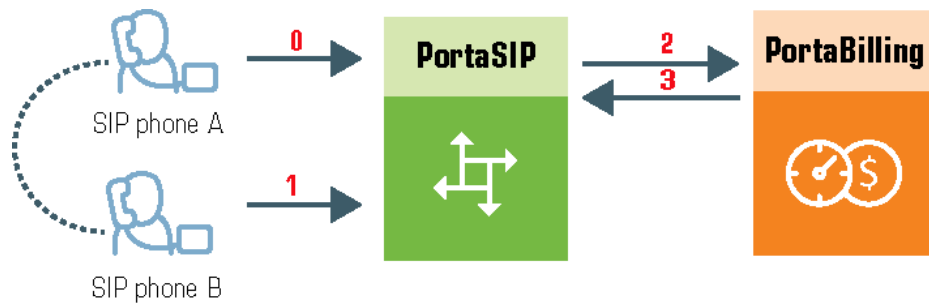 0
PortaSIP
2
PortaBilling
3
SIP phone A
1
$
SIP phone B